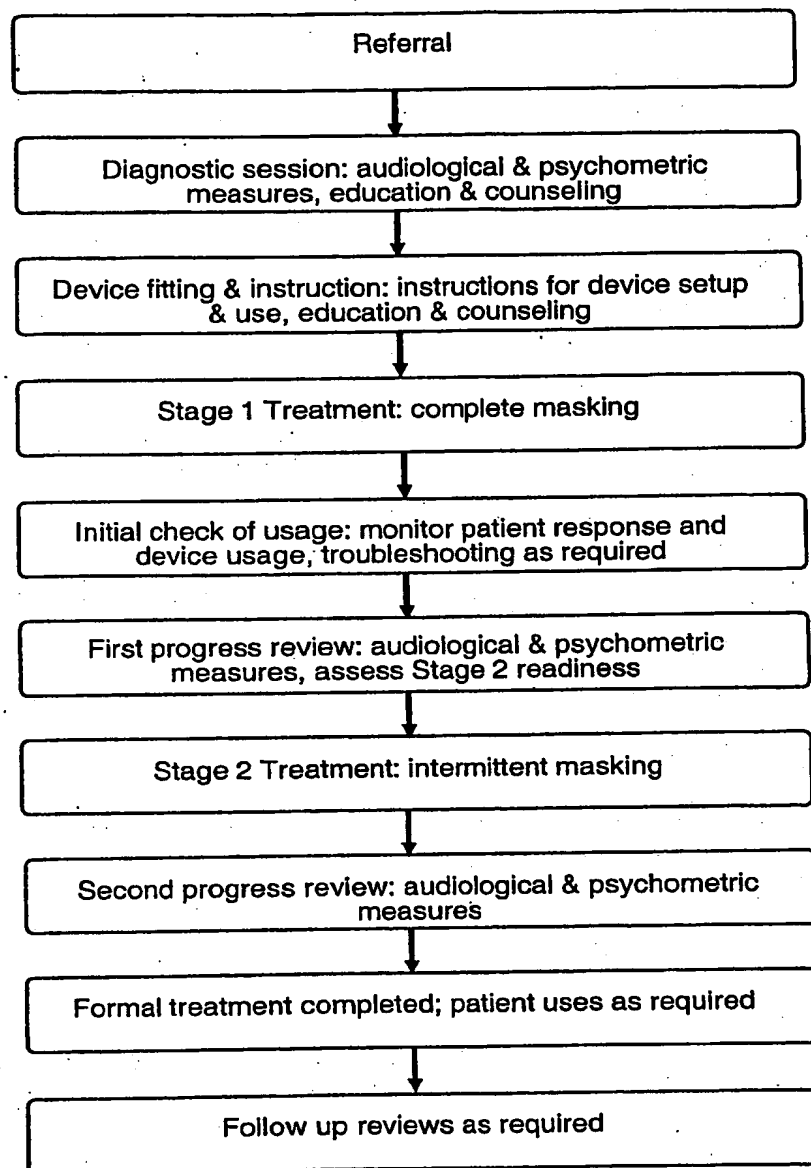 Referral
Diagnostic session: audiological & psychometric
measures, education & counseling
Device fitting & instruction: instructions for device setup
& use, education & counseling
Stage 1 Treatment: complete masking
Initial check of usage: monitor patient response and
device usage, troubleshooting as required
First progress review: audiological & psychometric
measures, assess Stage 2 readiness
Stage 2 Treatment: intermittent masking
Second progress review: audiological & psychometric
measures
Formal treatment completed; patient uses as required
Follow up reviews as required